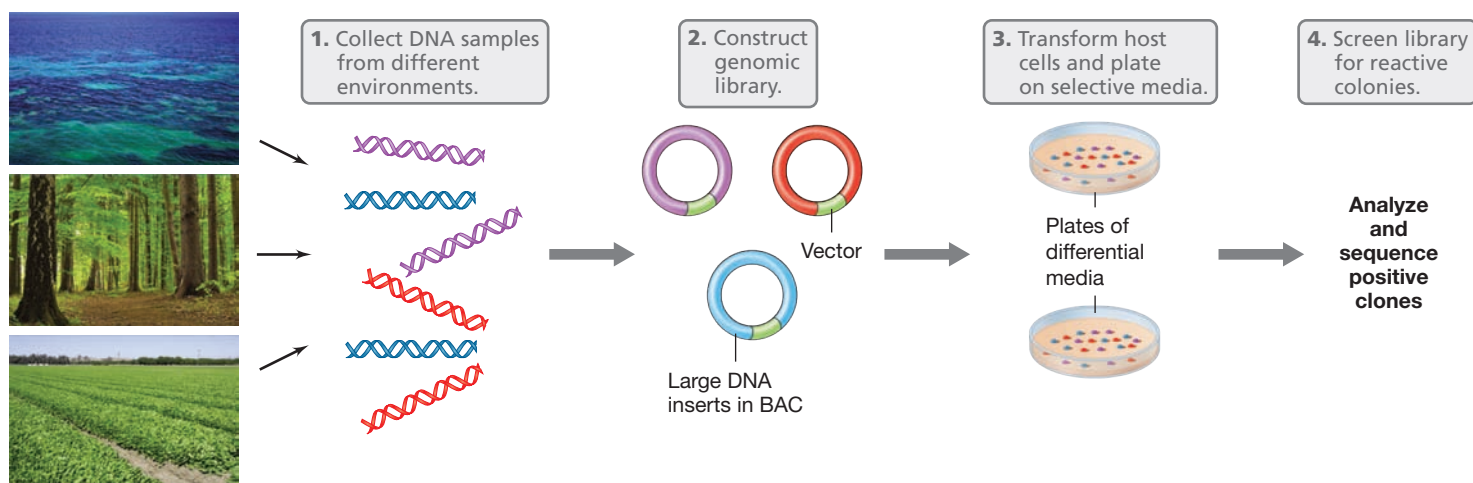 1. Collect DNA samples
from different
environments.
2. Construct
genomic
library.
3. Transform host
cells and plate
on selective media.
4. Screen library
for reactive
colonies.
Vector
Large DNA
inserts in BAC
Plates of
differential
media
Analyze
and
sequence
positive
clones